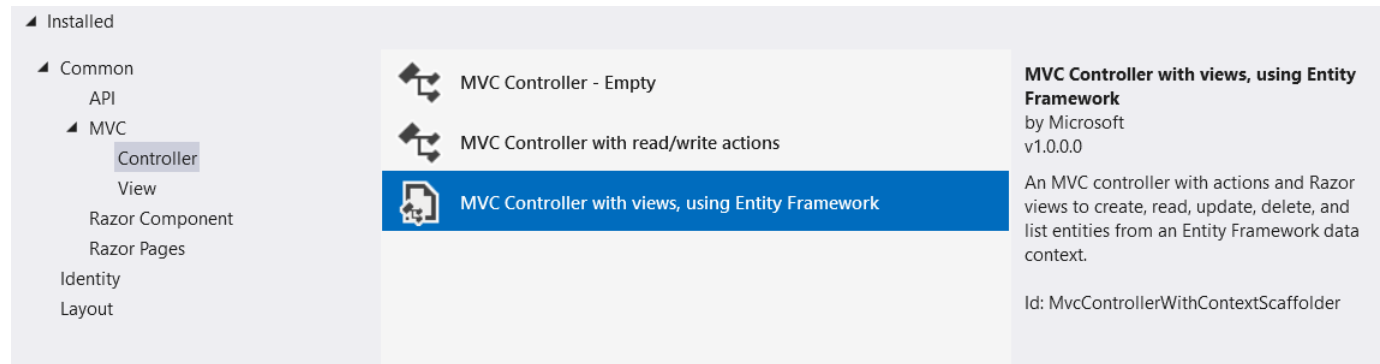 Installed
Common
API
MVC
Controller
View
Razor Component
Razor Pages
Identity
Layout
MVC Controller - Empty
MVC Controller with read/write actions
MVC Controller with views, using Entity Framework
MVC Controller with views, using Entity
Framework
by Microsoft
v1.0.0.0
An MVC controller with actions and Razor
views to create, read, update, delete, and
list entities from an Entity Framework data
context.
Id: MvcControllerWithContextScaffolder